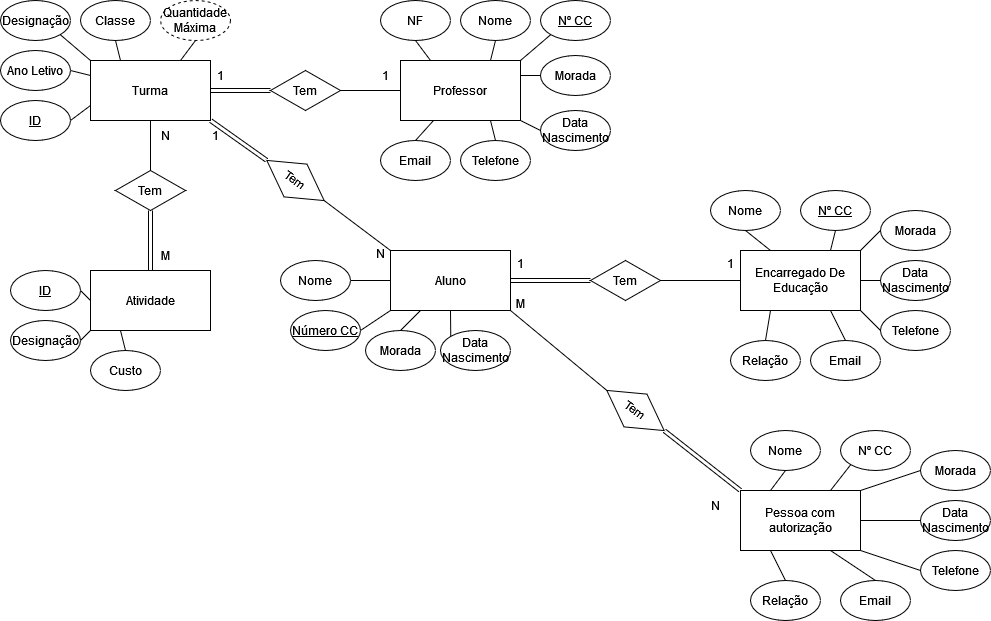 Designação
Classe
Quantidade
Máxima
NF
Nome
Nº CC
Ano Letivo
Turma
1
Tem
1
Professor
Morada
ID
N
1
Email
Telefone
Data
Nascimento
Tem
Tem
M
N
Nome
Nº CC
Morada
ID
Atividade
Nome
Aluno
1
Tem
1
Encarregado De
Educação
Data
Nascimento
M
Designação
Número CC
Morada
Data
Nascimento
Telefone
Custo
Relação
Email
Tem
Nome
Nº CC
Morada
N
Pessoa com
autorização
Data
Nascimento
Telefone
Relação
Email